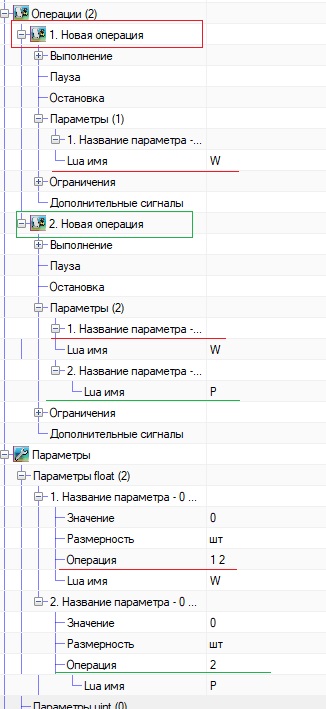 Операции (2)
1. Новая операция
Выполнение
Пауза
Остановка
Параметры (1)
1. Название параметра -...
Lua имя W
Ограничения
Дополнительные сигналы
2. Новая операция
Выполнение
Пауза
Остановка
Параметры (2)
1. Название параметра -...
Lua имя W
2. Название параметра -...
Lua имя P
Ограничения
Дополнительные сигналы
Параметры
Параметры float (2)
1. Название параметра - 0 ...
Значение 0
Размерность шт
Операция 1 2
Lua имя W
2. Название параметра - 0 ...
Значение 0
Размерность шт
Операция 2
Lua имя P
Параметры uint (0)